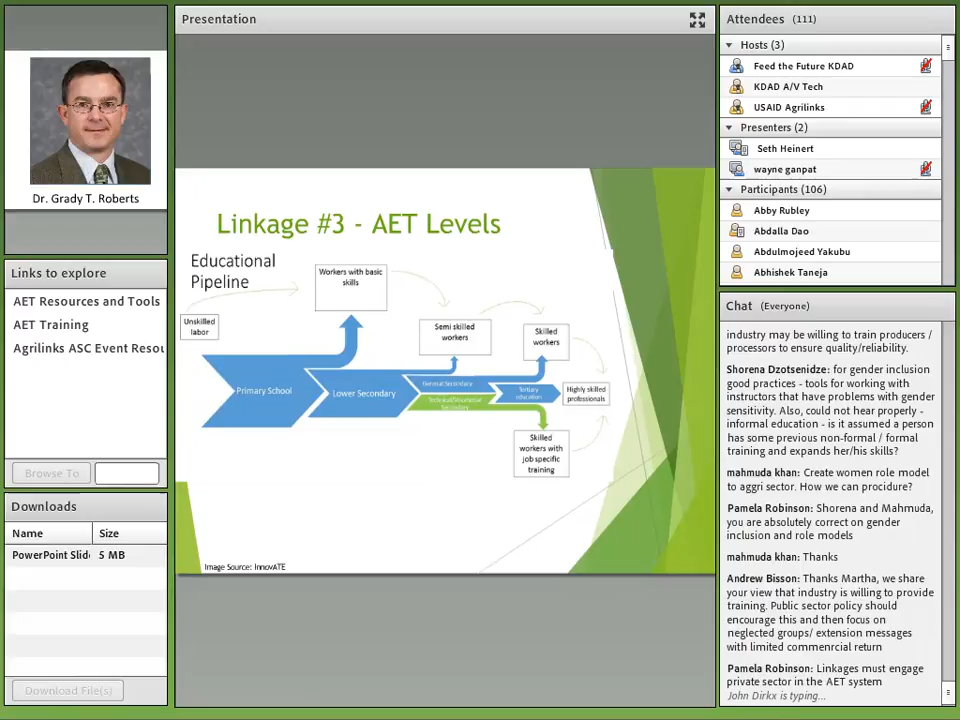 Dr. Grady T. Roberts
Links to explore
AET Resources and Tools
AET Training
Agrilinks ASC Event Resou
Browse To
Downloads
Name Size
PowerPoint Slid 5 MB
Download File(s)
Presentation
Linkage #3 - AET Levels
Educational
Pipeline
Unskilled
labor
Workers with basic
skills
Semi skilled
workers
Skilled
workers
Primary School
Lower Secondary
General Secondary
Technical/Vocational
Secondary
Tertiary
education
Highly skilled
professionals
Skilled
workers with
job specific
training
Image Source: InnovATE
Attendees (111)
Hosts (3)
Feed the Future KDAD
KDAD A/V Tech
USAID Agrilinks
Presenters (2)
Seth Heinert
wayne ganpat
Participants (106)
Abby Rubley
Abdalla Dao
Abdulmojeed Yakubu
Abhishek Taneja
Chat (Everyone)
industry may be willing to train producers /
processors to ensure quality/reliability.
Shorena Dzotsenidze: for gender inclusion
good practices - tools for working with
instructors that have problems with gender
sensitivity. Also, could not hear properly -
informal education - is it assumed a person
has some previous non-formal / formal
training and expands her/his skills?
mahmuda khan: Create women role model
to aggri sector. How we can procidure?
Pamela Robinson: Shorena and Mahmuda,
you are absolutely correct on gender
inclusion and role models
mahmuda khan: Thanks
Andrew Bisson: Thanks Martha, we share
your view that industry is willing to provide
training. Public sector policy should
encourage this and then focus on
neglected groups/ extension messages
with limited commenrcial return
Pamela Robinson: Linkages must engage
private sector in the AET system
John Dirkx is typing...